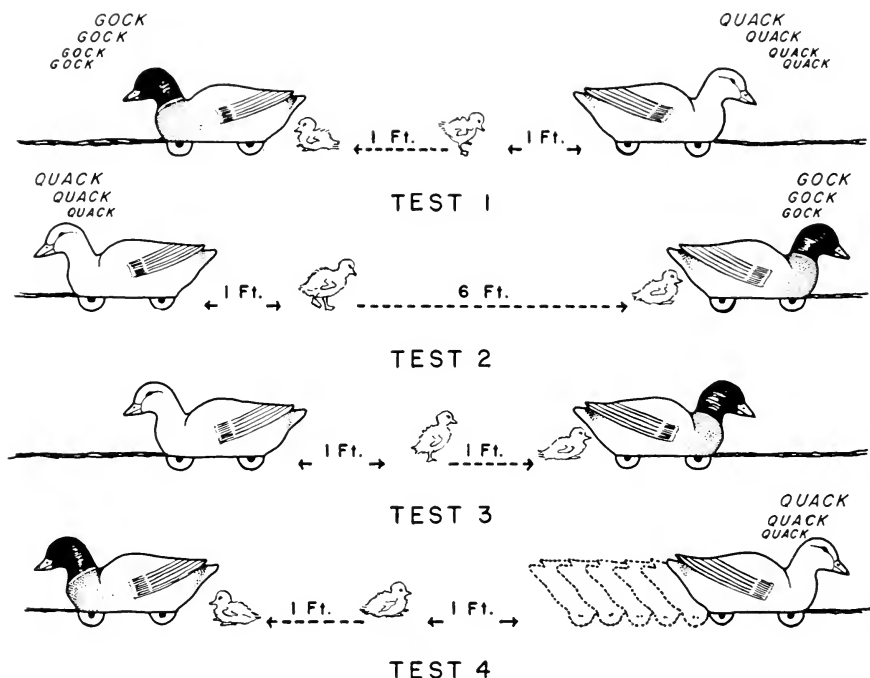 GOCK
GOCK
GOCK
GOCK
QUACK
QUACK
QUACK
QUACK
1 Ft. 1 Ft.
TEST 1
QUACK
QUACK
QUACK
GOCK
GOCK
GOCK
1 Ft. 6 Ft.
TEST 2
1 Ft. 1 Ft.
TEST 3
QUACK
QUACK
QUACK
1 Ft. 1 Ft.
TEST 4